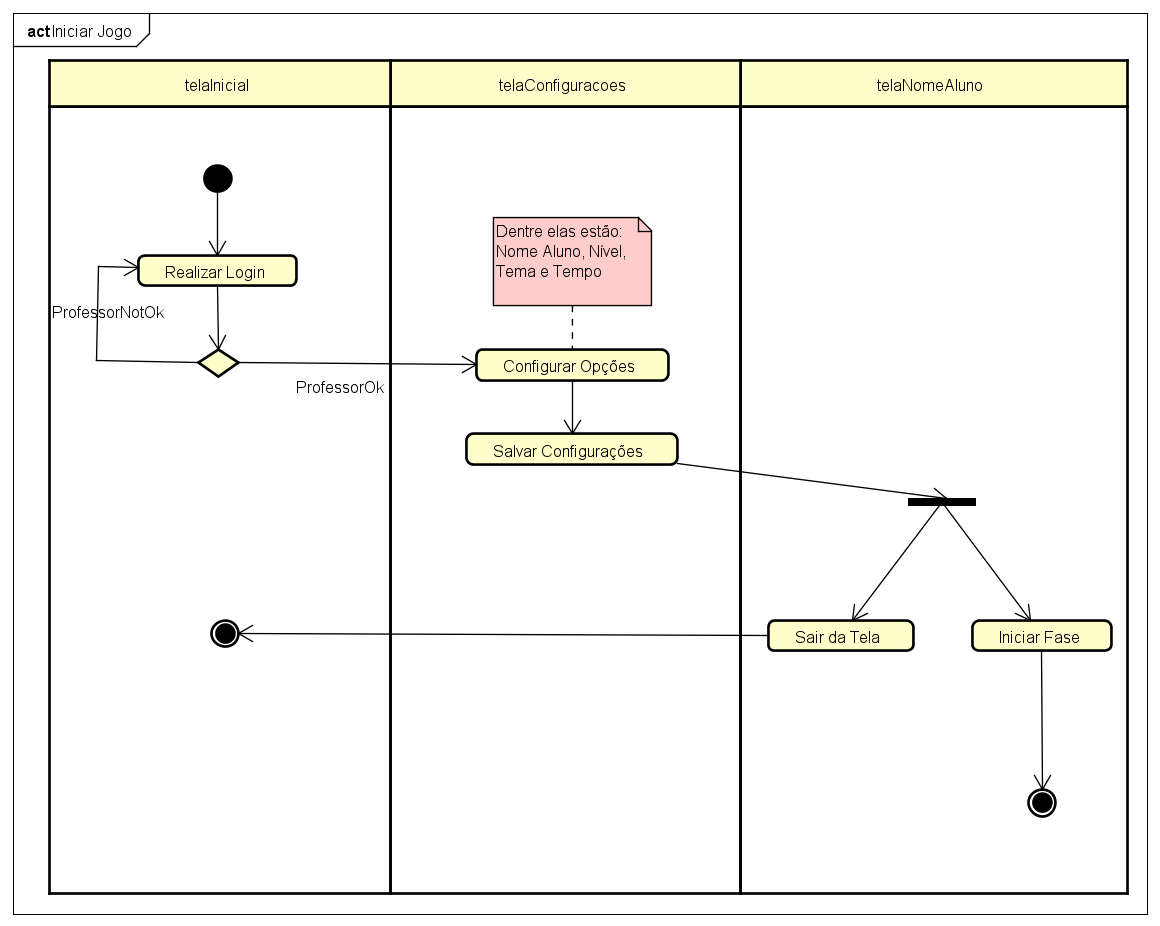 act Iniciar Jogo
telaInicial
telaConfiguracoes
telaNomeAluno
Dentre elas estão:
Nome Aluno, Nível,
Tema e Tempo
Realizar Login
ProfessorNotOk
ProfessorOk
Configurar Opções
Salvar Configurações
Sair da Tela
Iniciar Fase